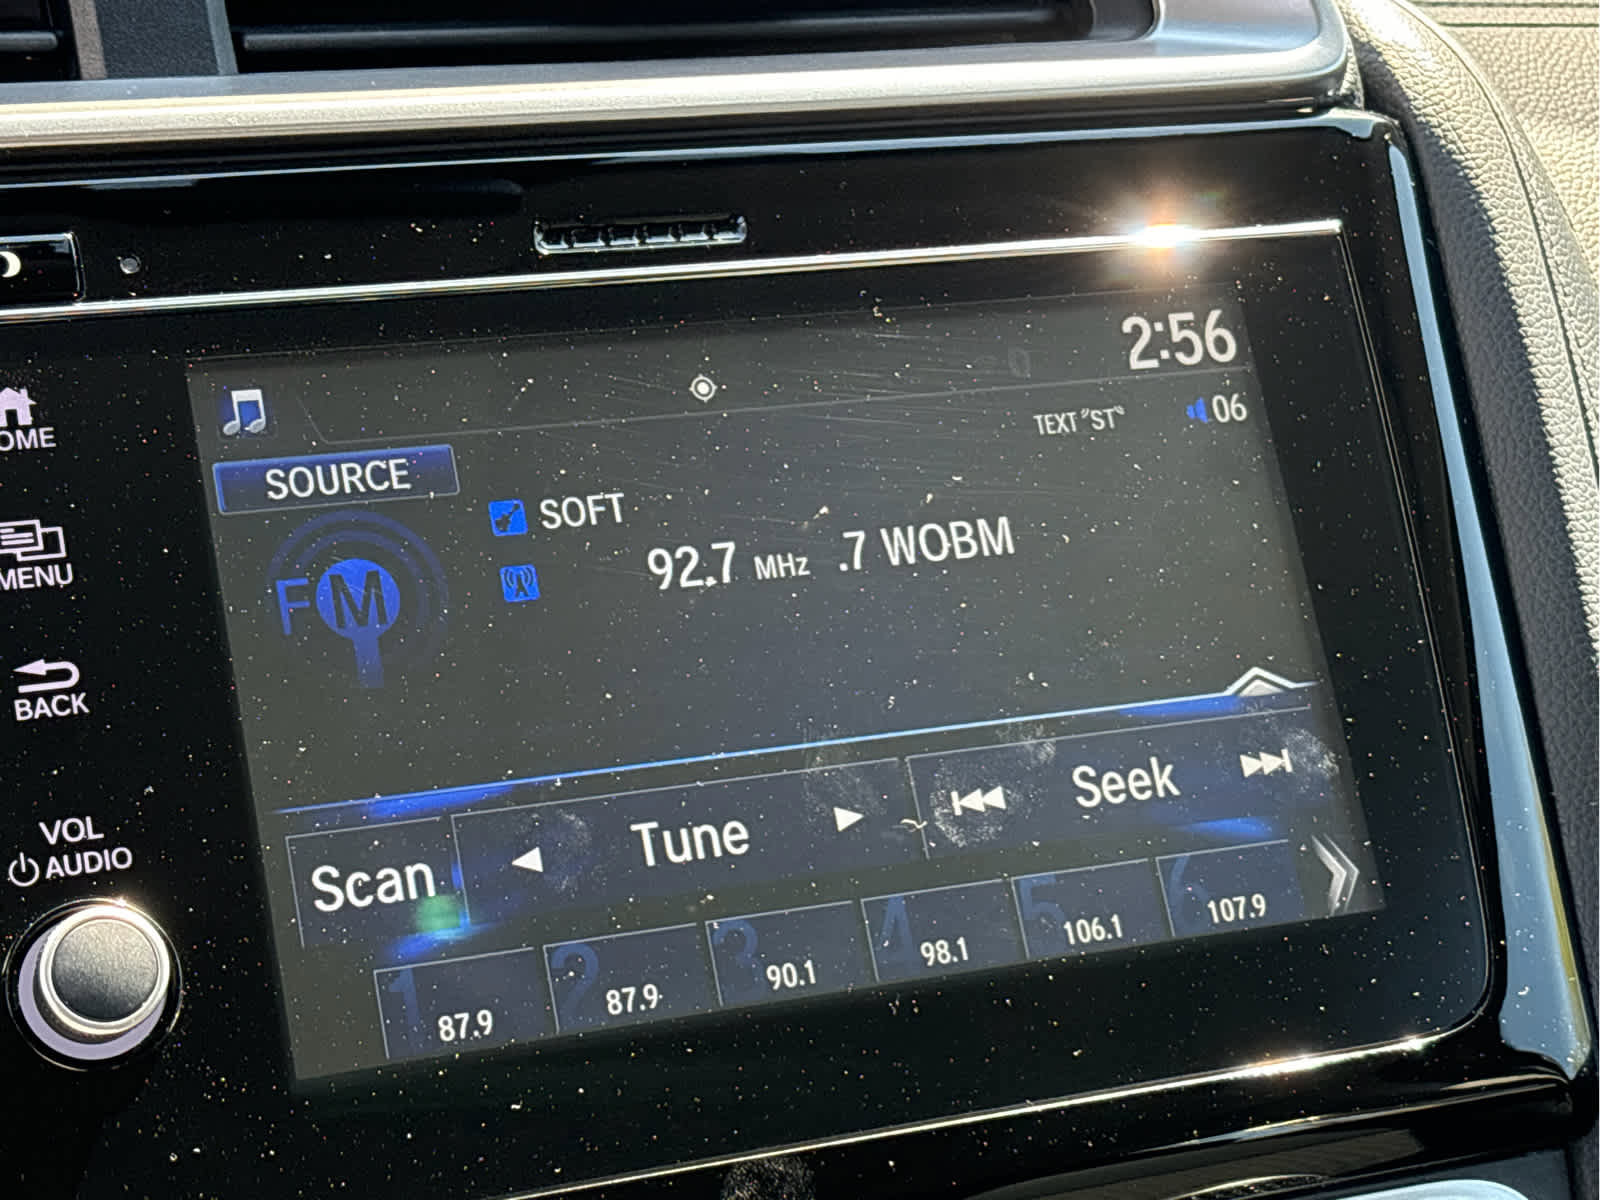 2:56
TEXT "ST"
06
HOME
SOURCE
SOFT
92.7 MHz .7 WOBM
FM
MENU
BACK
VOL
AUDIO
Scan
Tune
Seek
1 87.9
2 87.9
3 90.1
4 98.1
5 106.1
6 107.9